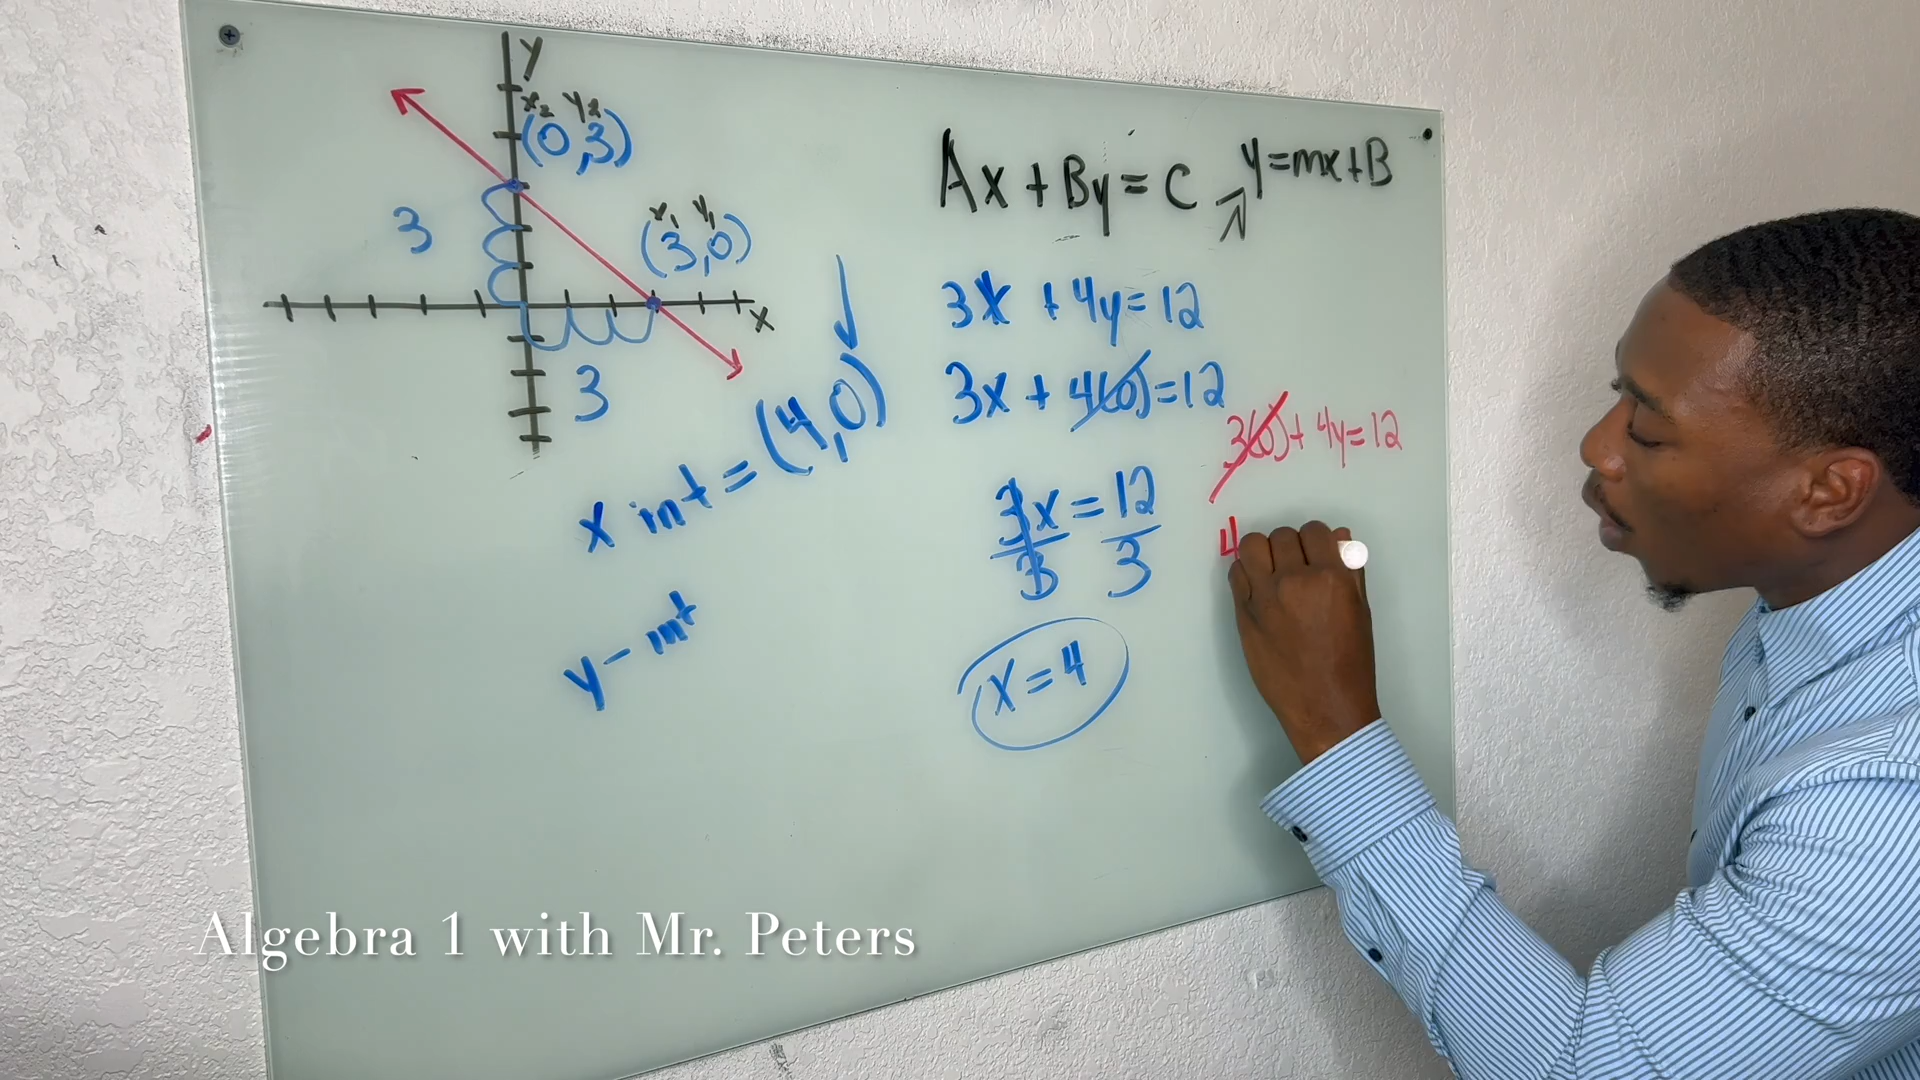 Y
x₂ y₂
(0,3)
3
x₁ y₁
(3,0)
x
3
x int = (4,0)
y-int
Ax + By = C
y=mx+B
3x + 4y = 12
3x + 4(0) = 12
3x = 12
3 3
x = 4
3(0) + 4y = 12
4
Algebra 1 with Mr. Peters